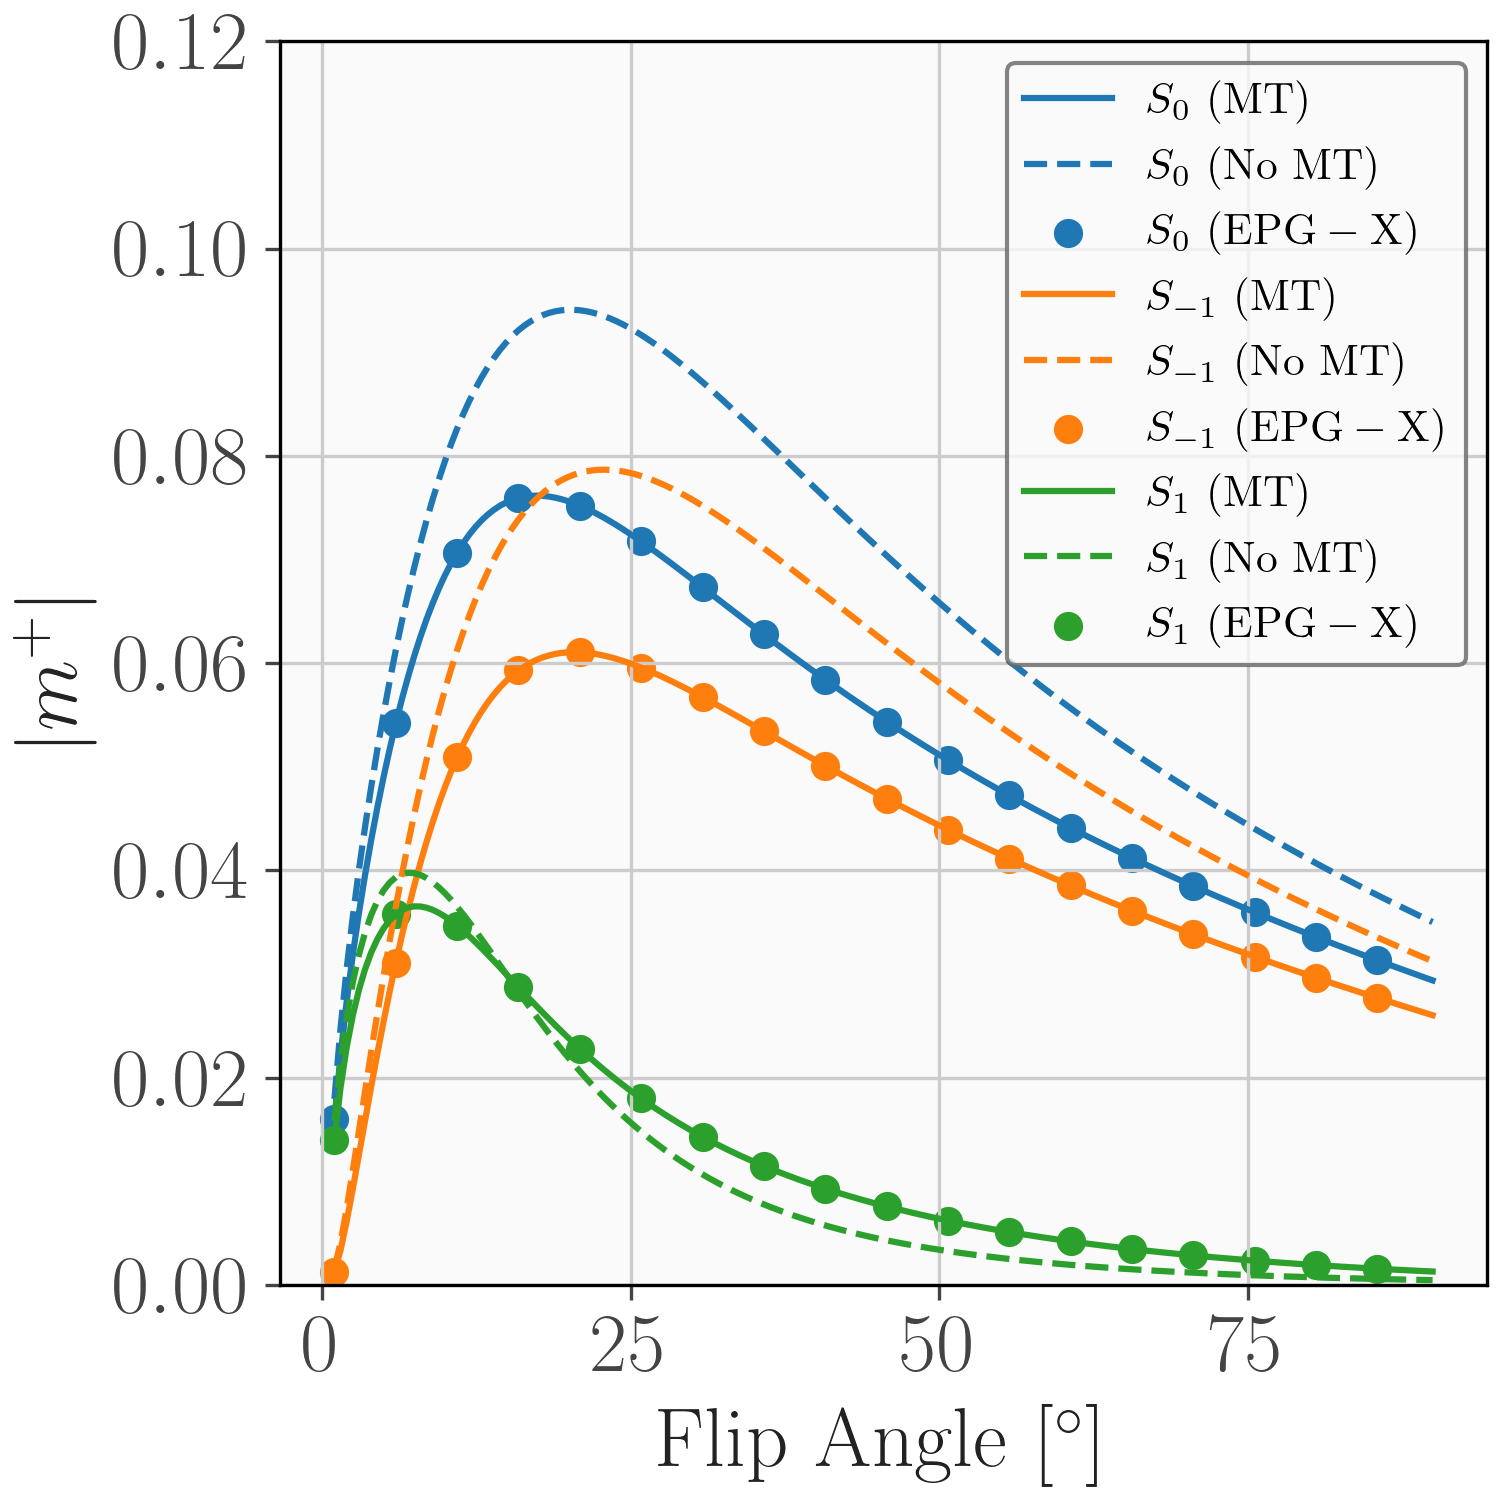 0.12
0.10
0.08
0.06
0.04
0.02
0.00
|m⁺|
0
25
50
75
Flip Angle [°]
S₀ (MT)
S₀ (No MT)
S₀ (EPG − X)
S₋₁ (MT)
S₋₁ (No MT)
S₋₁ (EPG − X)
S₁ (MT)
S₁ (No MT)
S₁ (EPG − X)